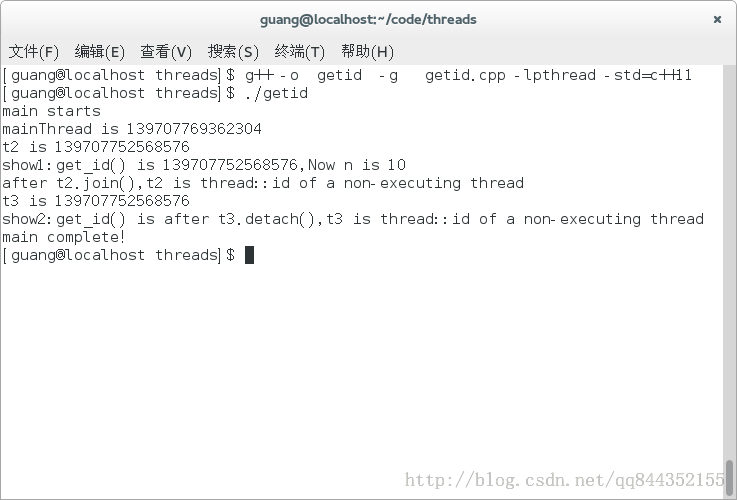 guang@localhost:~/code/threads
×
文件(F) 编辑(E) 查看(V) 搜索(S) 终端(T) 帮助(H)
[guang@localhost threads]$ g++ -o  getid  -g   getid.cpp -lpthread -std=c++11
[guang@localhost threads]$ ./getid
main starts
mainThread is 139707769362304
t2 is 139707752568576
show1:get_id() is 139707752568576,Now n is 10
after t2.join(),t2 is thread::id of a non-executing thread
t3 is 139707752568576
show2:get_id() is after t3.detach(),t3 is thread::id of a non-executing thread
main complete!
[guang@localhost threads]$
http://blog.csdn.net/qq844352155